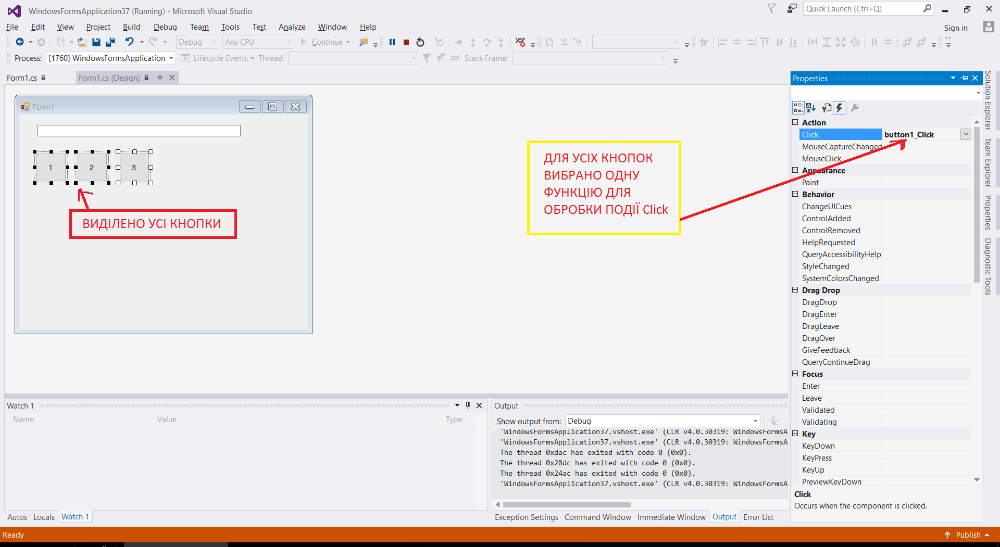 WindowsFormsApplication37 (Running) - Microsoft Visual Studio
Quick Launch (Ctrl+Q)
File Edit View Project Build Debug Team Tools Test Analyze Window Help
Sign in
Debug Any CPU Continue
Process: [1760] WindowsFormsApplication Lifecycle Events Thread: Stack Frame:
Form1.cs Form1.cs [Design]
Form1
1 2 3
ВИДІЛЕНО УСІ КНОПКИ
ДЛЯ УСІХ КНОПОК
ВИБРАНО ОДНУ
ФУНКЦІЮ ДЛЯ
ОБРОБКИ ПОДІЇ Click
Properties
Action
Click button1_Click
MouseCaptureChanged
MouseClick
Appearance
Paint
Behavior
ChangeUICues
ControlAdded
ControlRemoved
HelpRequested
QueryAccessibilityHelp
StyleChanged
SystemColorsChanged
Drag Drop
DragDrop
DragEnter
DragLeave
DragOver
GiveFeedback
QueryContinueDrag
Focus
Enter
Leave
Validated
Validating
Key
KeyDown
KeyPress
KeyUp
PreviewKeyDown
Click
Occurs when the component is clicked.
Solution Explorer
Team Explorer
Properties
Diagnostic Tools
Watch 1
Name Value Type
Autos Locals Watch 1
Output
Show output from: Debug
'WindowsFormsApplication37.vshost.exe' (CLR v4.0.30319: WindowsFormsA
'WindowsFormsApplication37.vshost.exe' (CLR v4.0.30319: WindowsFormsA
The thread 0xdac has exited with code 0 (0x0).
The thread 0x28dc has exited with code 0 (0x0).
The thread 0x24ac has exited with code 0 (0x0).
'WindowsFormsApplication37.vshost.exe' (CLR v4.0.30319: WindowsFormsA
Exception Settings Command Window Immediate Window Output Error List
Ready
Publish